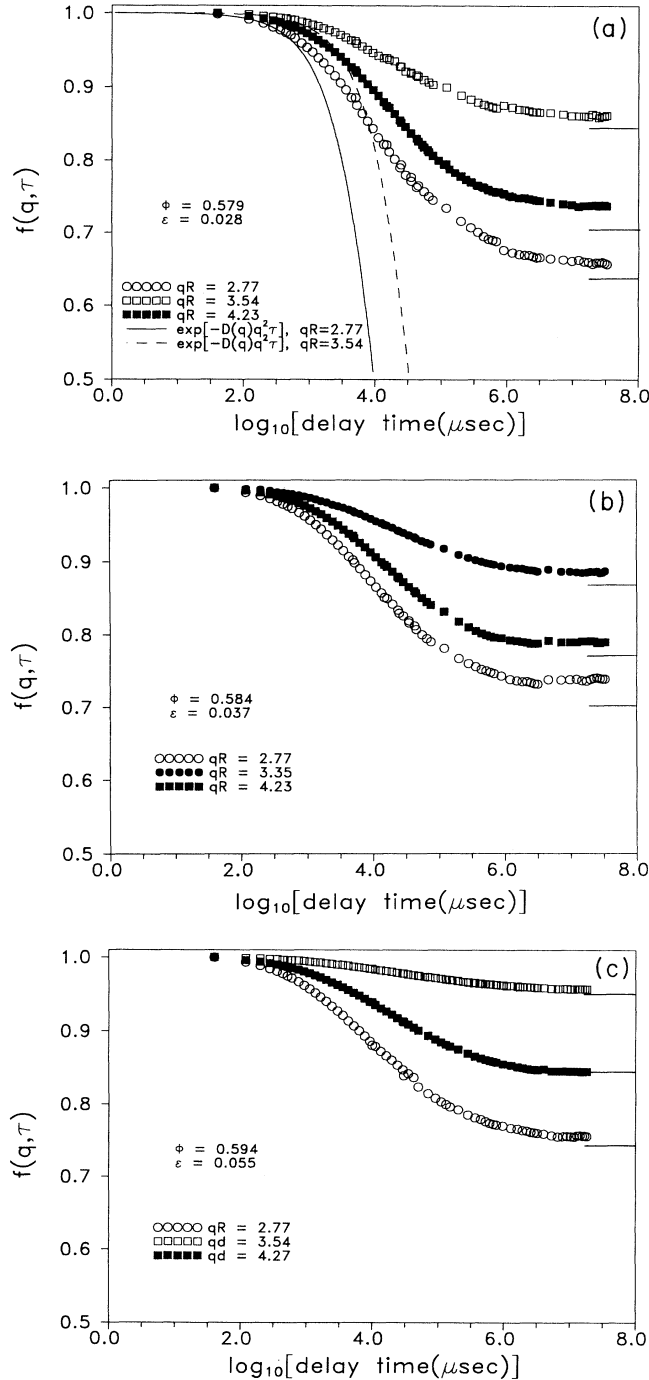 (a)
1.0
0.9
0.8
0.7
0.6
0.5
f(q,τ)
ϕ = 0.579
ε = 0.028
qR = 2.77
qR = 3.54
qR = 4.23
exp[-D(q)q²τ], qR=2.77
exp[-D(q)q²τ], qR=3.54
0.0 2.0 4.0 6.0 8.0
log₁₀[delay time(μsec)]
(b)
1.0
0.9
0.8
0.7
0.6
0.5
f(q,τ)
ϕ = 0.584
ε = 0.037
qR = 2.77
qR = 3.35
qR = 4.23
0.0 2.0 4.0 6.0 8.0
log₁₀[delay time(μsec)]
(c)
1.0
0.9
0.8
0.7
0.6
0.5
f(q,τ)
ϕ = 0.594
ε = 0.055
qR = 2.77
qd = 3.54
qd = 4.27
0.0 2.0 4.0 6.0 8.0
log₁₀[delay time(μsec)]